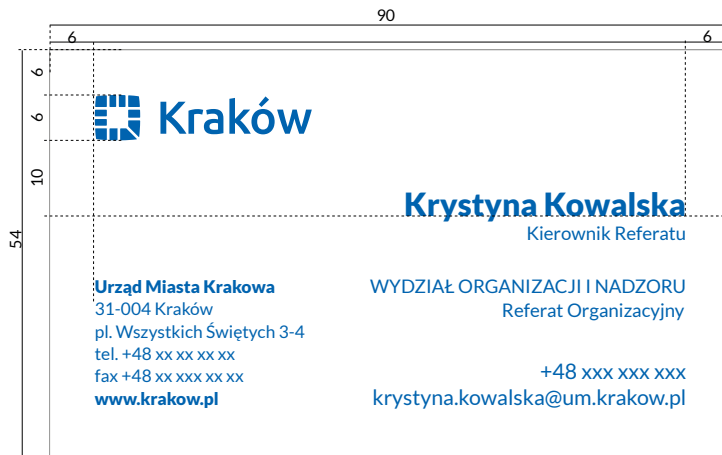 90
6
6
6
6
10
54
Kraków
Krystyna Kowalska
Kierownik Referatu
Urząd Miasta Krakowa
31-004 Kraków
pl. Wszystkich Świętych 3-4
tel. +48 xx xx xx xx
fax +48 xx xxx xx xx
www.krakow.pl
WYDZIAŁ ORGANIZACJI I NADZORU
Referat Organizacyjny
+48 xxx xxx xxx
krystyna.kowalska@um.krakow.pl